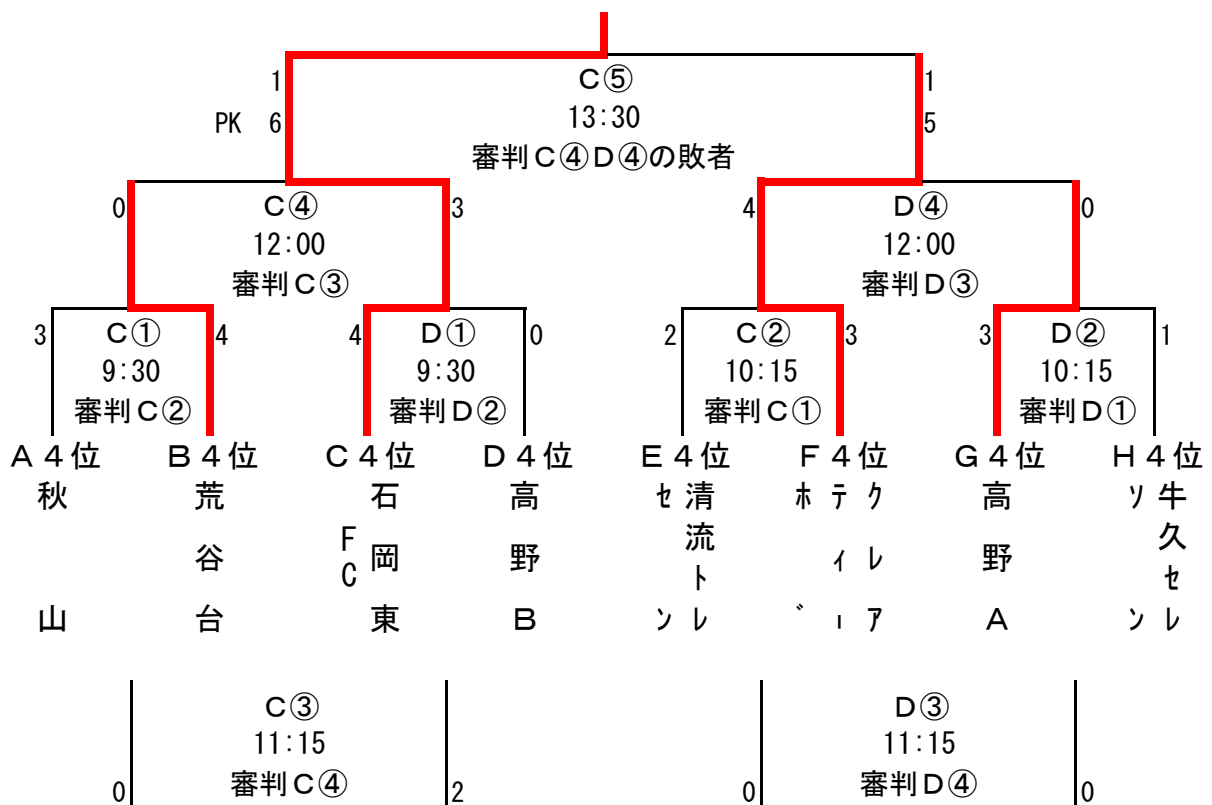 1 C⑤ 1
PK 6 13:30 5
審判C④D④の敗者
0 C④ 3 4 D④ 0
12:00 12:00
審判C③ 審判D③
3 C① 4 4 D① 0 2 C② 3 3 D② 1
9:30 9:30 10:15 10:15
審判C② 審判D② 審判C① 審判D①
A4位 B4位 C4位 D4位 E4位 F4位 G4位 H4位
秋山
荒谷台
石岡東
FC
高野B
清流トレ
セン
クレア
ティー
ボ
高野A
牛久セレ
ソン
C③ D③
11:15 11:15
0 審判C④ 2 0 審判D④ 0